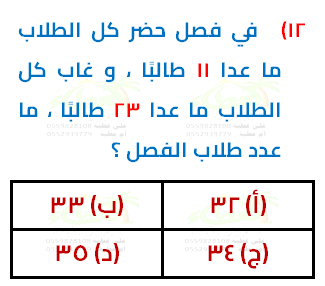 ١٢) في فصل حضر كل الطلاب
ما عدا ١١ طالبًا ، و غاب كل
الطلاب ما عدا ٢٣ طالبًا ، ما
عدد طلاب الفصل ؟
(أ) ٣٢
(ب) ٣٣
(ج) ٣٤
(د) ٣٥